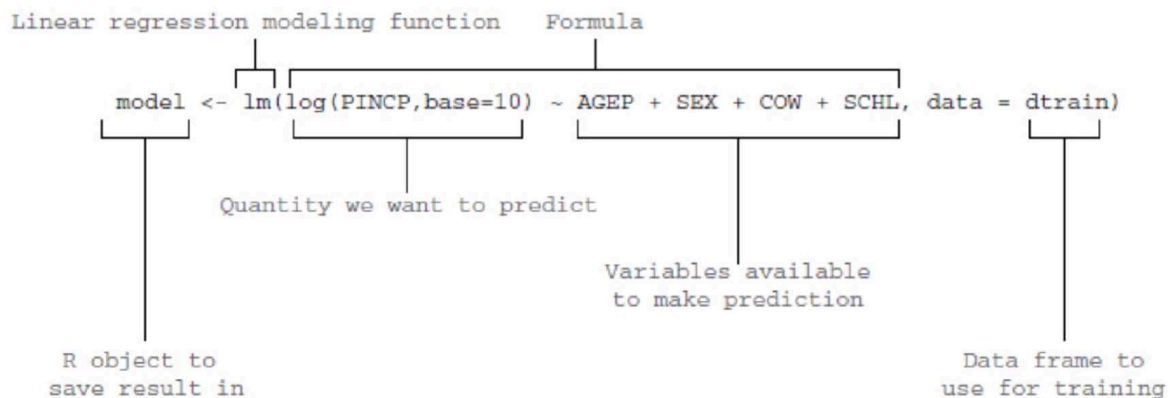 Linear regression modeling function Formula
model <- lm(log(PINCP,base=10) ~ AGEP + SEX + COW + SCHL, data = dtrain)
Quantity we want to predict
Variables available
to make prediction
R object to
save result in
Data frame to
use for training